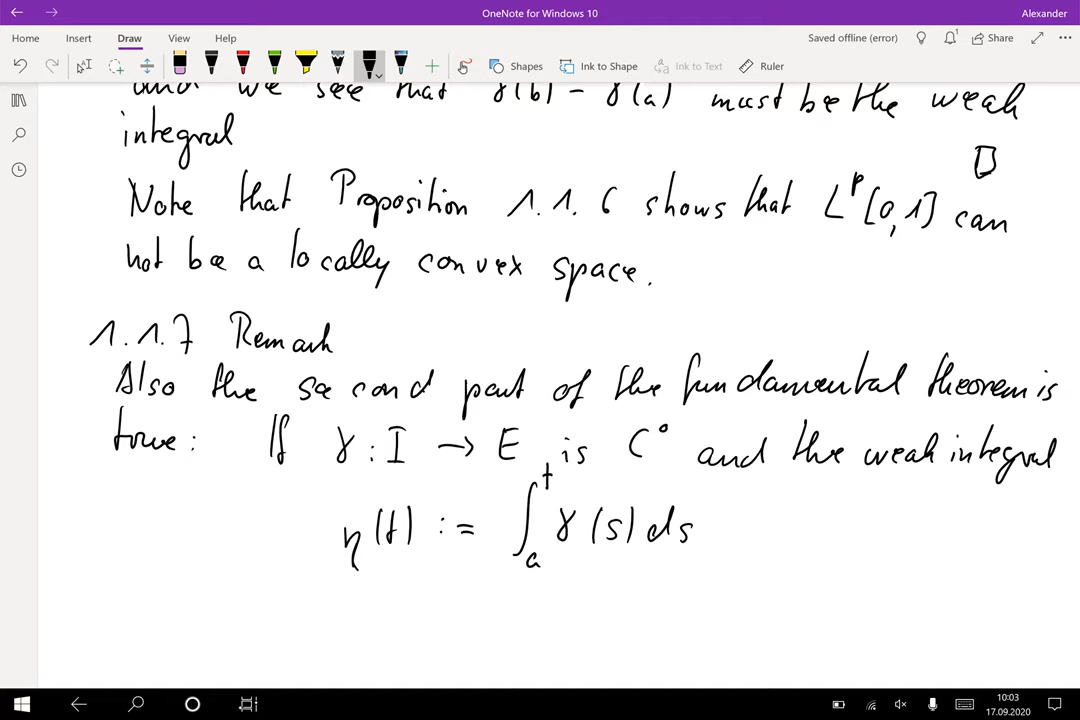 OneNote for Windows 10
Alexander
Home Insert Draw View Help
Saved offline (error) Share
Shapes Ink to Shape Ink to Text Ruler
and we see that γ(b) - γ(a) must be the weak
integral
□
Note that Proposition 1.1.6 shows that L^p[0,1] can
not be a locally convex space.
1.1.7 Remark
Also the second part of the fundamental theorem is
true: If γ : I → E is C⁰ and the weak integral
η(t) := ∫_a^t γ(s) ds
10:03
17.09.2020